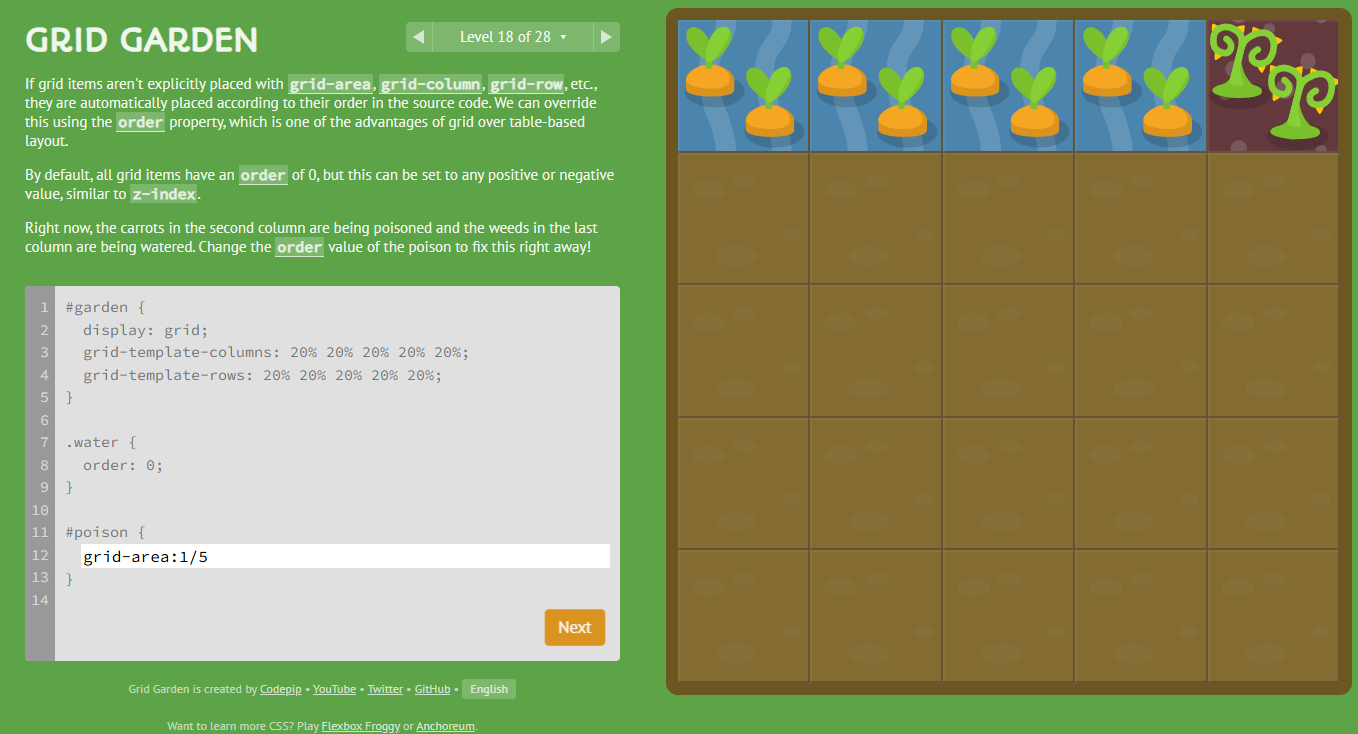 GRID GARDEN
◀ Level 18 of 28 ▾ ▶
If grid items aren't explicitly placed with grid-area, grid-column, grid-row, etc.,
they are automatically placed according to their order in the source code. We can override
this using the order property, which is one of the advantages of grid over table-based
layout.
By default, all grid items have an order of 0, but this can be set to any positive or negative
value, similar to z-index.
Right now, the carrots in the second column are being poisoned and the weeds in the last
column are being watered. Change the order value of the poison to fix this right away!
1 #garden {
2   display: grid;
3   grid-template-columns: 20% 20% 20% 20% 20%;
4   grid-template-rows: 20% 20% 20% 20% 20%;
5 }
6
7 .water {
8   order: 0;
9 }
10
11 #poison {
12   grid-area:1/5
13 }
14
Next
Grid Garden is created by Codepip • YouTube • Twitter • GitHub • English
Want to learn more CSS? Play Flexbox Froggy or Anchoreum.